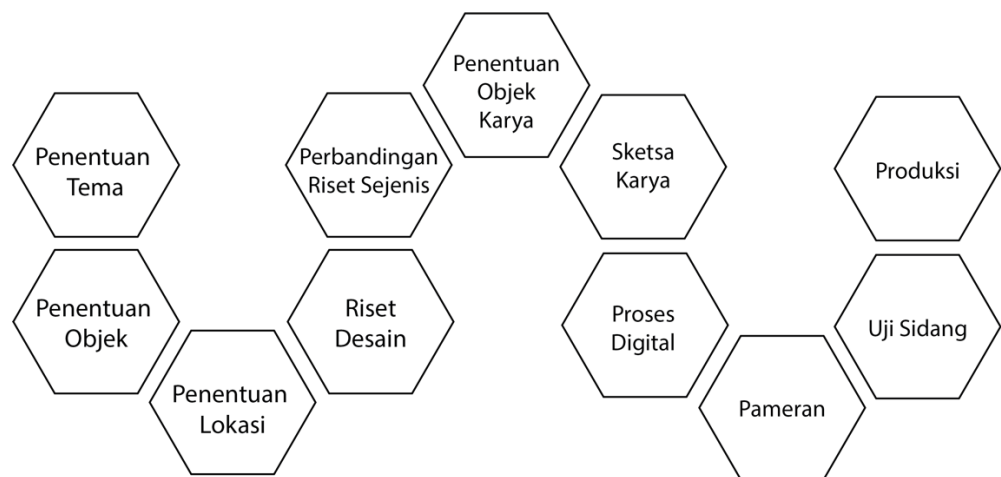 Penentuan
Tema
Penentuan
Objek
Penentuan
Lokasi
Riset
Desain
Perbandingan
Riset Sejenis
Penentuan
Objek
Karya
Sketsa
Karya
Proses
Digital
Pameran
Uji Sidang
Produksi